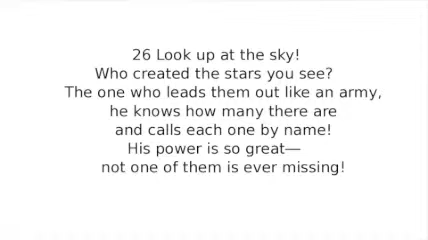 26 Look up at the sky!
Who created the stars you see?
The one who leads them out like an army,
he knows how many there are
and calls each one by name!
His power is so great—
not one of them is ever missing!